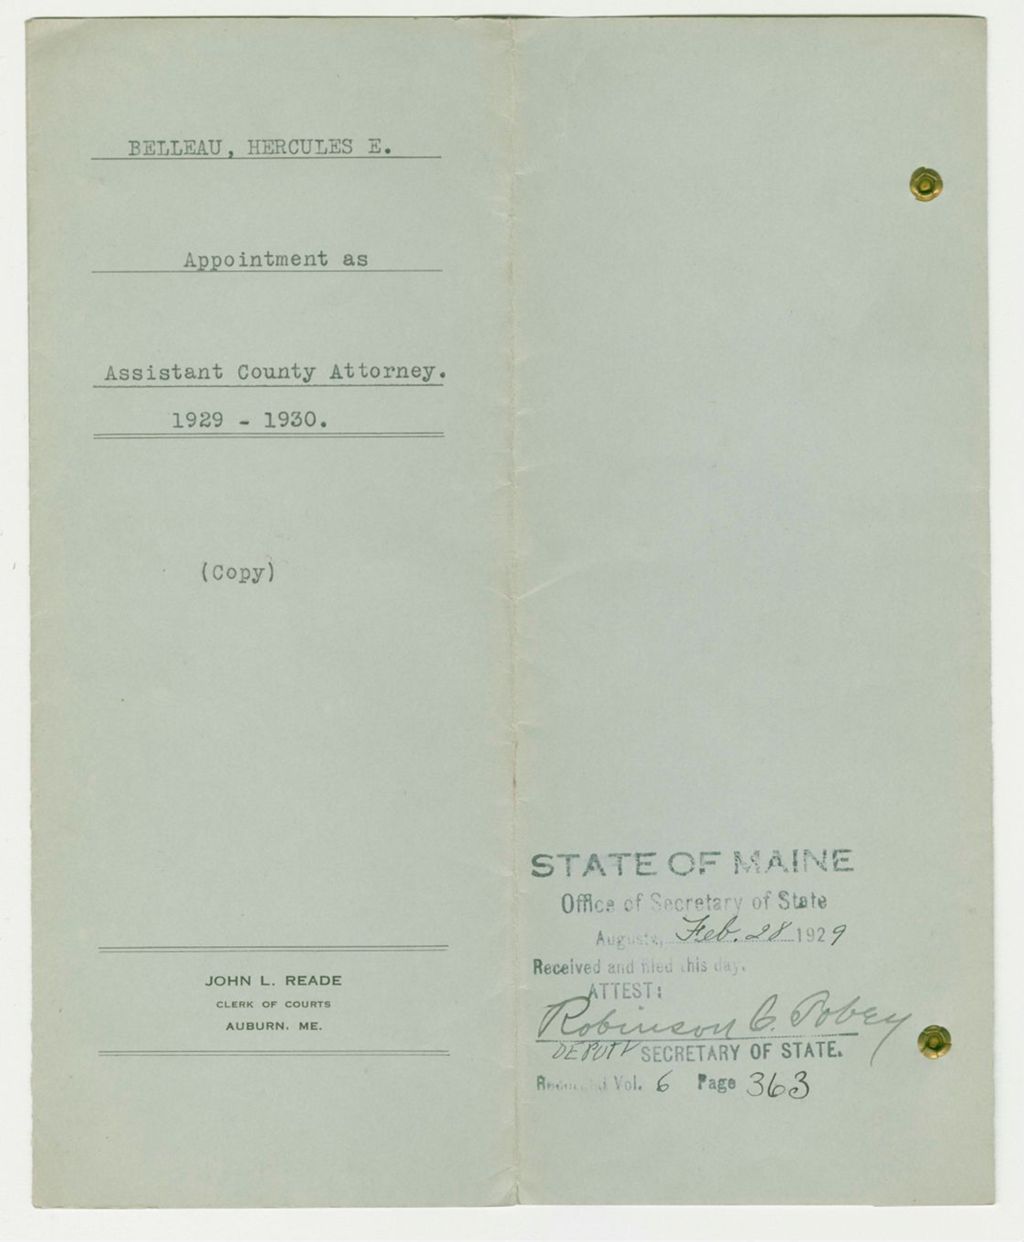 BELLEAU, HERCULES E.
Appointment as
Assistant County Attorney.
1929 - 1930.
(Copy)
JOHN L. READE
CLERK OF COURTS
AUBURN. ME.
STATE OF MAINE
Office of Secretary of State
Augusta, Feb. 28 1929
Received and filed this day.
ATTEST:
Robinson C. Tobey
DEPUTY SECRETARY OF STATE.
Recorded Vol. 6 Page 363